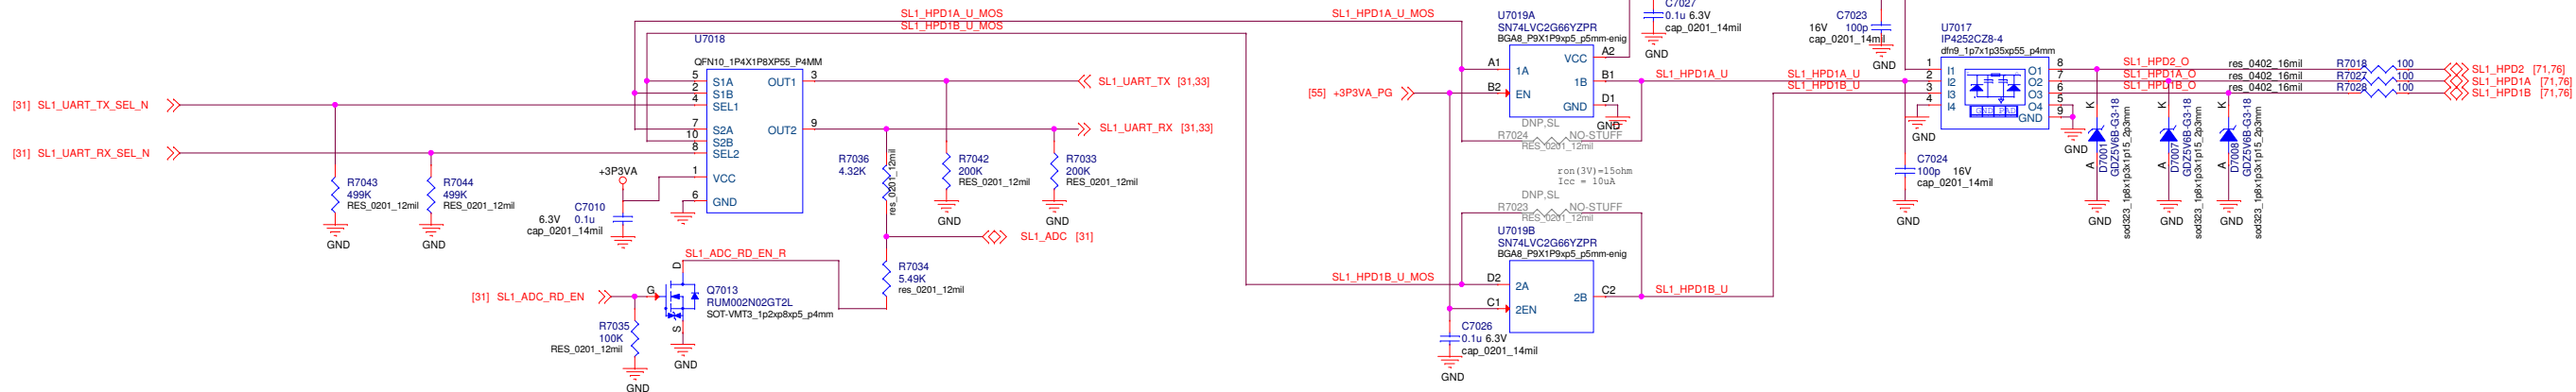 SL1_HPD1A_U_MOS
SL1_HPD1B_U_MOS
U7018
QFN10_1P4X1P8XP55_P4MM
5 S1A
2 S1B
4 SEL1
7 S2A
10 S2B
8 SEL2
1 VCC
6 GND
OUT1 3
OUT2 9
[31] SL1_UART_TX_SEL_N
[31] SL1_UART_RX_SEL_N
R7043
499K
RES_0201_12mil
GND
R7044
499K
RES_0201_12mil
GND
+3P3VA
C7010
6.3V 0.1u
cap_0201_14mil
GND
SL1_UART_TX [31,33]
SL1_UART_RX [31,33]
R7036
4.32K
res_0201_12mil
R7042
200K
RES_0201_12mil
GND
R7033
200K
RES_0201_12mil
GND
SL1_ADC [31]
R7034
5.49K
res_0201_12mil
SL1_ADC_RD_EN_R
[31] SL1_ADC_RD_EN
G
D
S
Q7013
RUM002N02GT2L
SOT-VMT3_1p2xp8xp5_p4mm
GND
R7035
100K
RES_0201_12mil
GND
SL1_HPD1A_U_MOS
SL1_HPD1B_U_MOS
[55] +3P3VA_PG
U7019A
SN74LVC2G66YZPR
BGA8_P9X1P9xp5_p5mm-enig
A1 1A
B2 EN
VCC A2
1B B1
GND D1
GND
C7027
0.1u 6.3V
cap_0201_14mil
GND
DNP,SL
R7024 NO-STUFF
RES_0201_12mil
ron(3V)=15ohm
Icc = 10uA
DNP,SL
R7023 NO-STUFF
RES_0201_12mil
U7019B
SN74LVC2G66YZPR
BGA8_P9X1P9xp5_p5mm-enig
D2 2A
C1 2EN
2B C2
C7026
0.1u 6.3V
cap_0201_14mil
GND
SL1_HPD1A_U
SL1_HPD1A_U
SL1_HPD1B_U
SL1_HPD1B_U
C7023
16V 100p
cap_0201_14mil
GND
U7017
IP4252CZ8-4
dfn9_1p7x1p35xp55_p4mm
1 I1
2 I2
3 I3
4 I4
O1 8
O2 7
O3 6
O4 5
GND 9
GND
GND
C7024
100p 16V
cap_0201_14mil
GND
SL1_HPD2_O
SL1_HPD1A_O
SL1_HPD1B_O
res_0402_16mil R7018 100
res_0402_16mil R7027 100
res_0402_16mil R7028 100
SL1_HPD2 [71,76]
SL1_HPD1A [71,76]
SL1_HPD1B [71,76]
K
A
D7001
GDZ5V6B-G3-18
sod323_1p8x1p3x1p15_2p3mm
GND
K
A
D7007
GDZ5V6B-G3-18
sod323_1p8x1p3x1p15_2p3mm
GND
K
A
D7008
GDZ5V6B-G3-18
sod323_1p8x1p3x1p15_2p3mm
GND